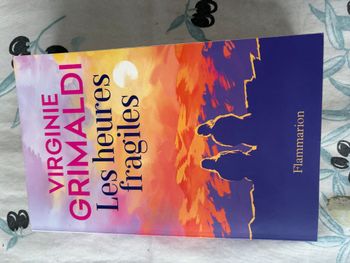 VIRGINIE
GRIMALDI
Les heures
fragiles
Flammarion